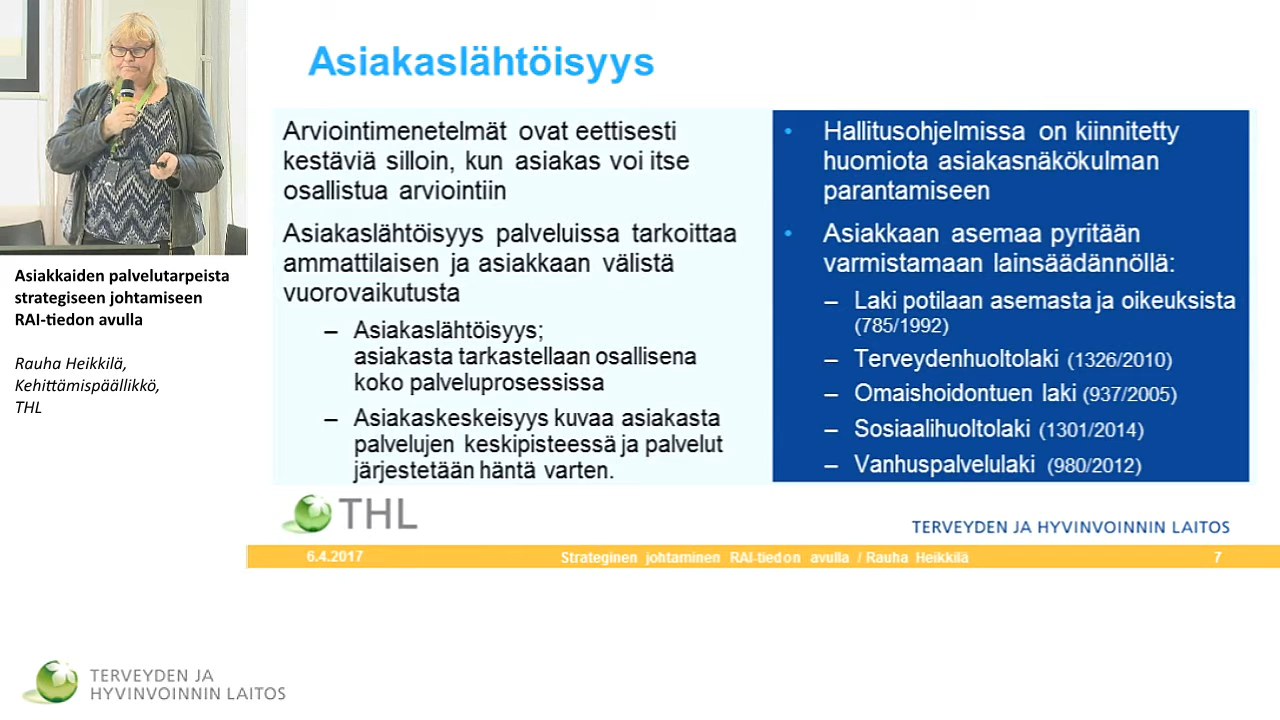 Asiakaslähtöisyys
Arviointimenetelmät ovat eettisesti
kestäviä silloin, kun asiakas voi itse
osallistua arviointiin
Asiakaslähtöisyys palveluissa tarkoittaa
ammattilaisen ja asiakkaan välistä
vuorovaikutusta
– Asiakaslähtöisyys;
asiakasta tarkastellaan osallisena
koko palveluprosessissa
– Asiakaskeskeisyys kuvaa asiakasta
palvelujen keskipisteessä ja palvelut
järjestetään häntä varten.
• Hallitusohjelmissa on kiinnitetty
huomiota asiakasnäkökulman
parantamiseen
• Asiakkaan asemaa pyritään
varmistamaan lainsäädännöllä:
– Laki potilaan asemasta ja oikeuksista
(785/1992)
– Terveydenhuoltolaki (1326/2010)
– Omaishoidontuen laki (937/2005)
– Sosiaalihuoltolaki (1301/2014)
– Vanhuspalvelulaki (980/2012)
THL
TERVEYDEN JA HYVINVOINNIN LAITOS
6.4.2017
Strateginen johtaminen RAI-tiedon avulla / Rauha Heikkilä
7
Asiakkaiden palvelutarpeista
strategiseen johtamiseen
RAI-tiedon avulla
Rauha Heikkilä,
Kehittämispäällikkö,
THL
TERVEYDEN JA
HYVINVOINNIN LAITOS